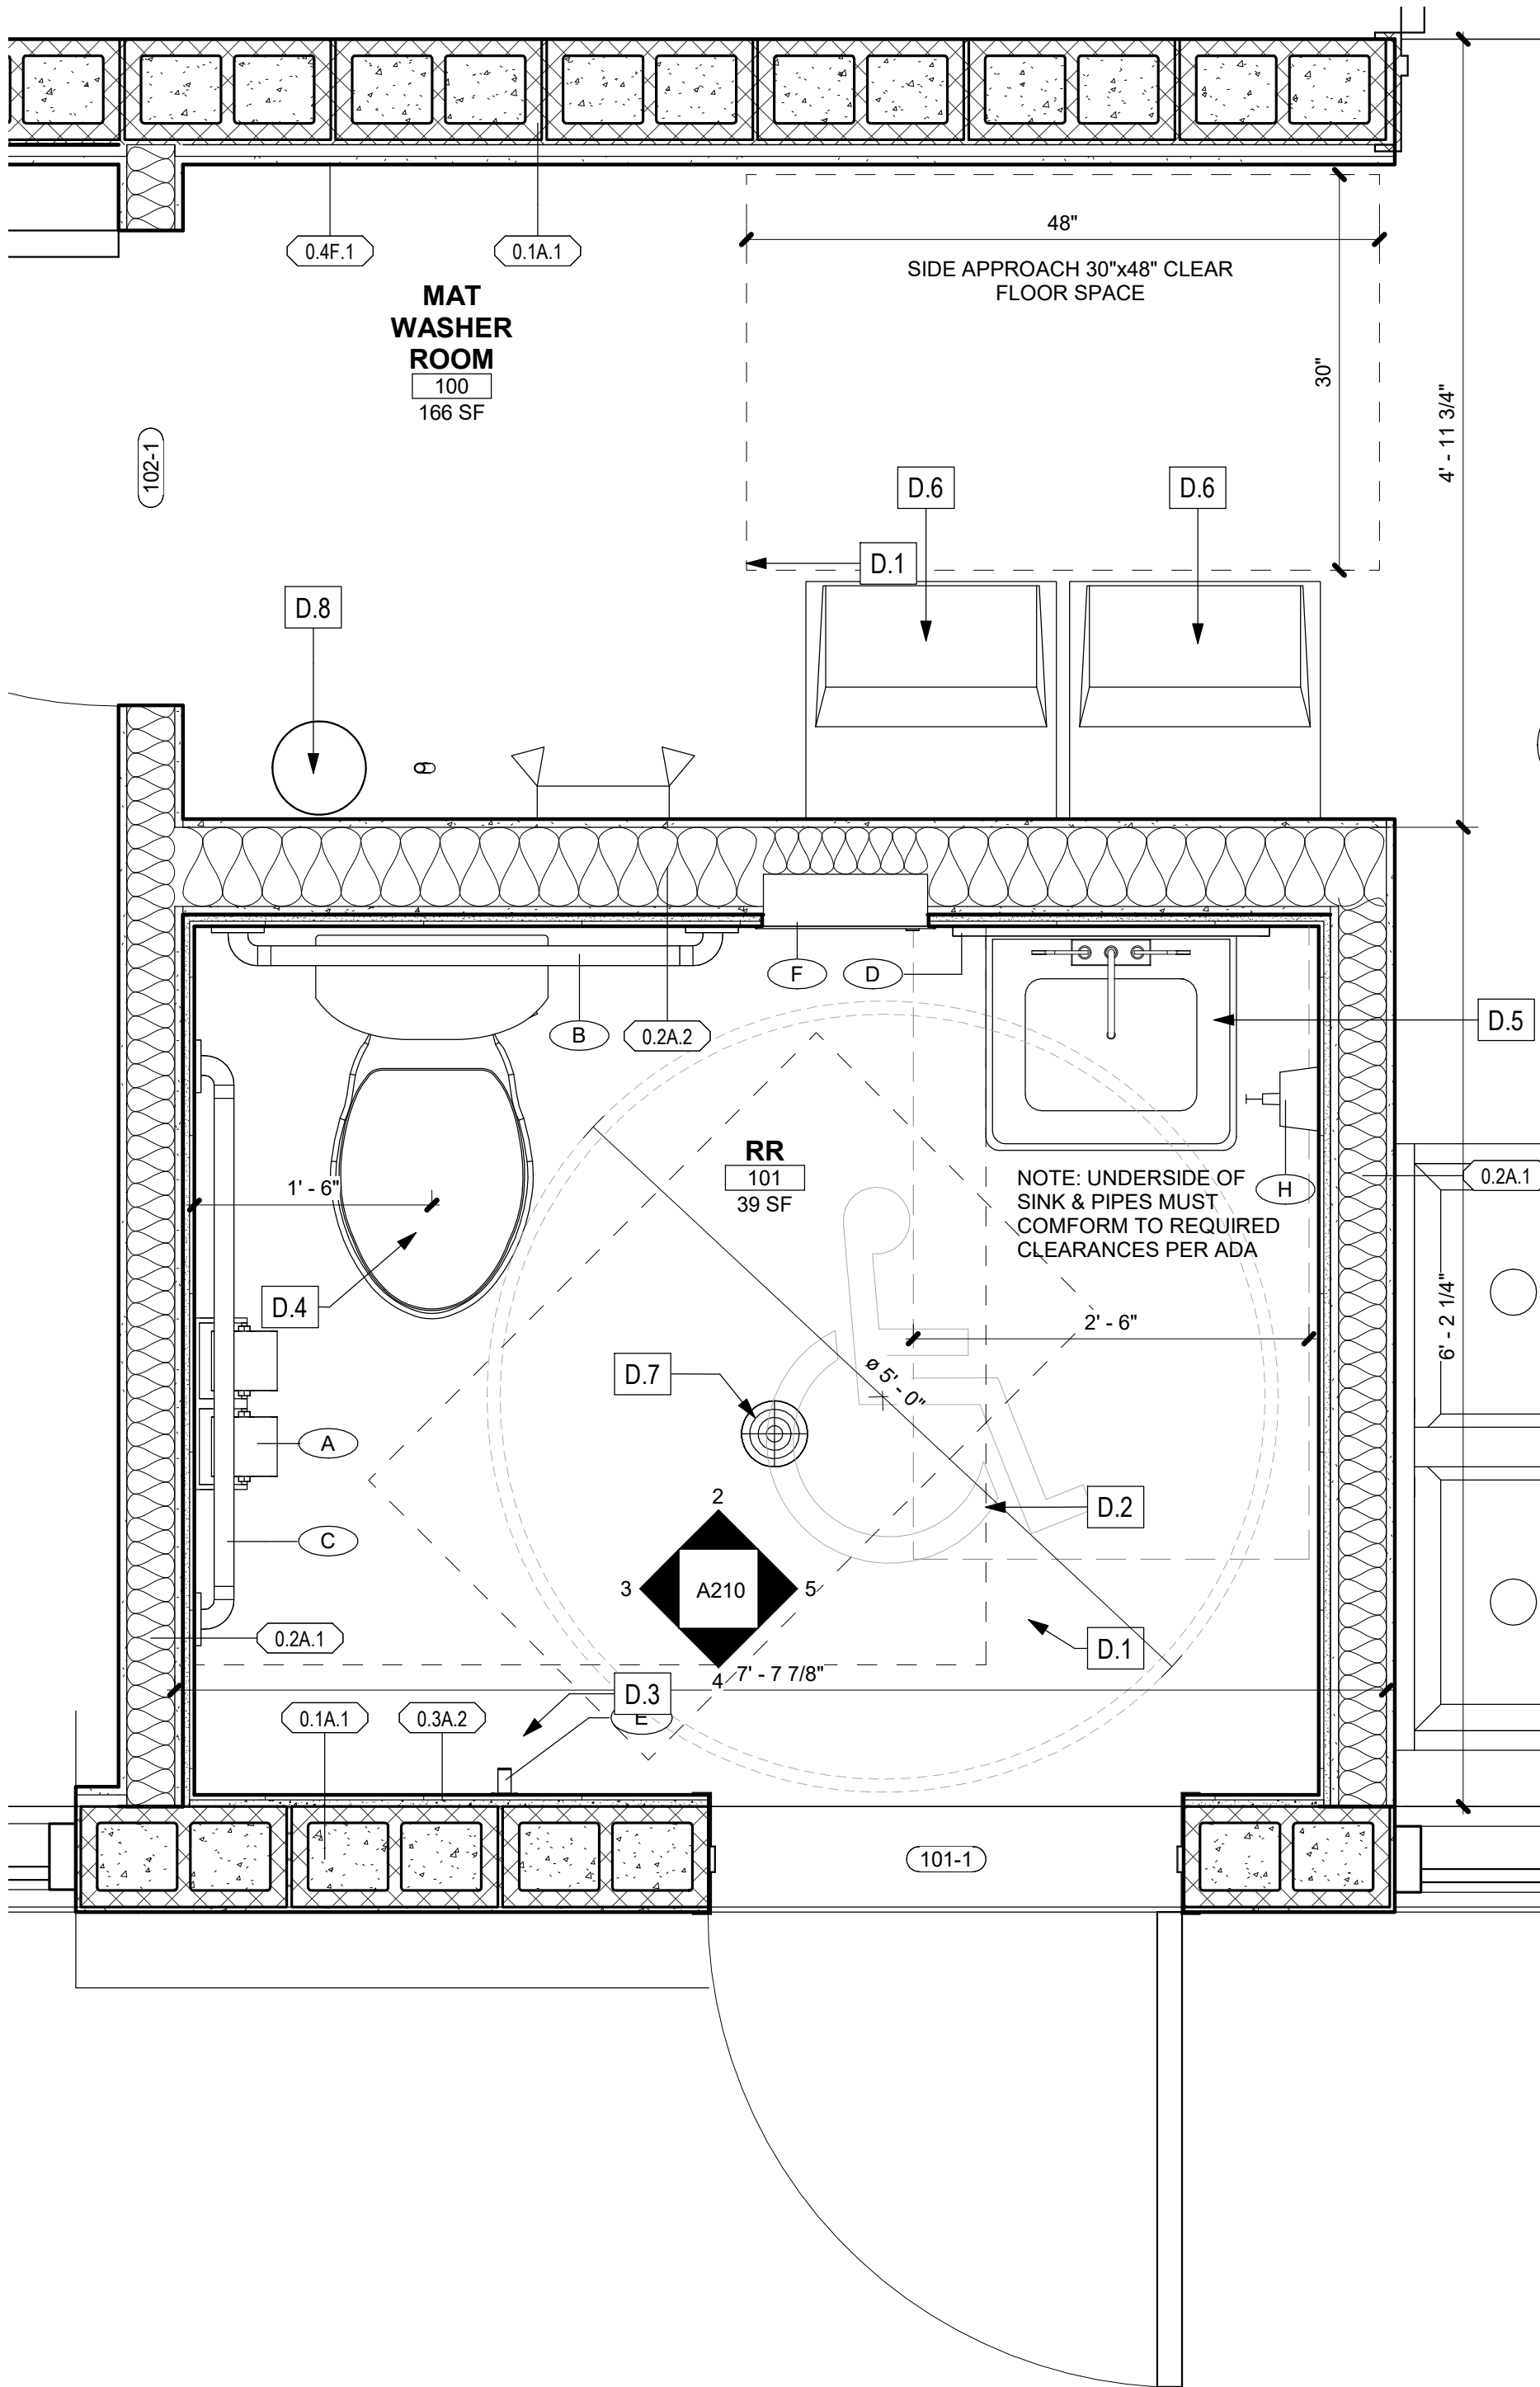 48"
0.4F.1
0.1A.1
SIDE APPROACH 30"x48" CLEAR
FLOOR SPACE
MAT
WASHER
ROOM
100
166 SF
30"
4' - 11 3/4"
102-1
D.6
D.6
D.1
D.8
F
D
B
0.2A.2
D.5
RR
101
39 SF
1' - 6"
NOTE: UNDERSIDE OF
SINK & PIPES MUST
COMFORM TO REQUIRED
CLEARANCES PER ADA
H
0.2A.1
D.4
2' - 6"
6' - 2 1/4"
D.7
ø 5' - 0"
A
2
D.2
C
3
A210
5
0.2A.1
D.1
4
7' - 7 7/8"
D.3
0.1A.1
0.3A.2
E
101-1